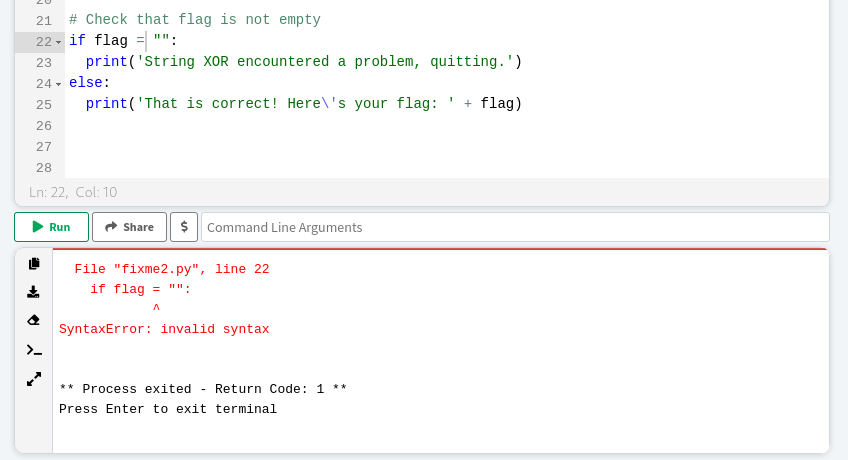 20
21 # Check that flag is not empty
22 if flag = "":
23   print('String XOR encountered a problem, quitting.')
24 else:
25   print('That is correct! Here\'s your flag: ' + flag)
26
27
28
Ln: 22, Col: 10
Run Share $ Command Line Arguments
  File "fixme2.py", line 22
    if flag = "":
            ^
SyntaxError: invalid syntax
** Process exited - Return Code: 1 **
Press Enter to exit terminal